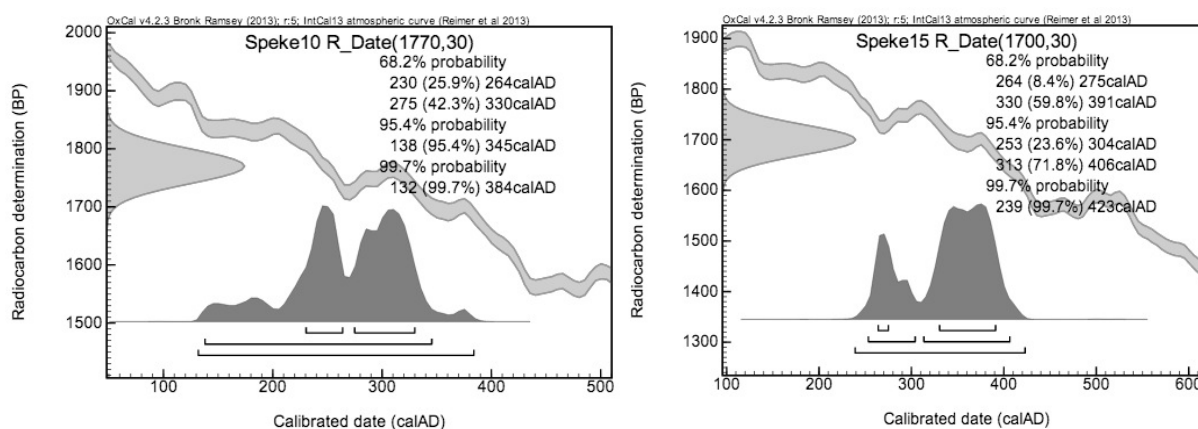 OxCal v4.2.3 Bronk Ramsey (2013); r:5; IntCal13 atmospheric curve (Reimer et al 2013)
Speke10 R_Date(1770,30)
68.2% probability
230 (25.9%) 264calAD
275 (42.3%) 330calAD
95.4% probability
138 (95.4%) 345calAD
99.7% probability
132 (99.7%) 384calAD
Radiocarbon determination (BP)
2000
1900
1800
1700
1600
1500
100
200
300
400
500
Calibrated date (calAD)
OxCal v4.2.3 Bronk Ramsey (2013); r:5; IntCal13 atmospheric curve (Reimer et al 2013)
Speke15 R_Date(1700,30)
68.2% probability
264 (8.4%) 275calAD
330 (59.8%) 391calAD
95.4% probability
253 (23.6%) 304calAD
313 (71.8%) 406calAD
99.7% probability
239 (99.7%) 423calAD
Radiocarbon determination (BP)
1900
1800
1700
1600
1500
1400
1300
100
200
300
400
500
600
Calibrated date (calAD)